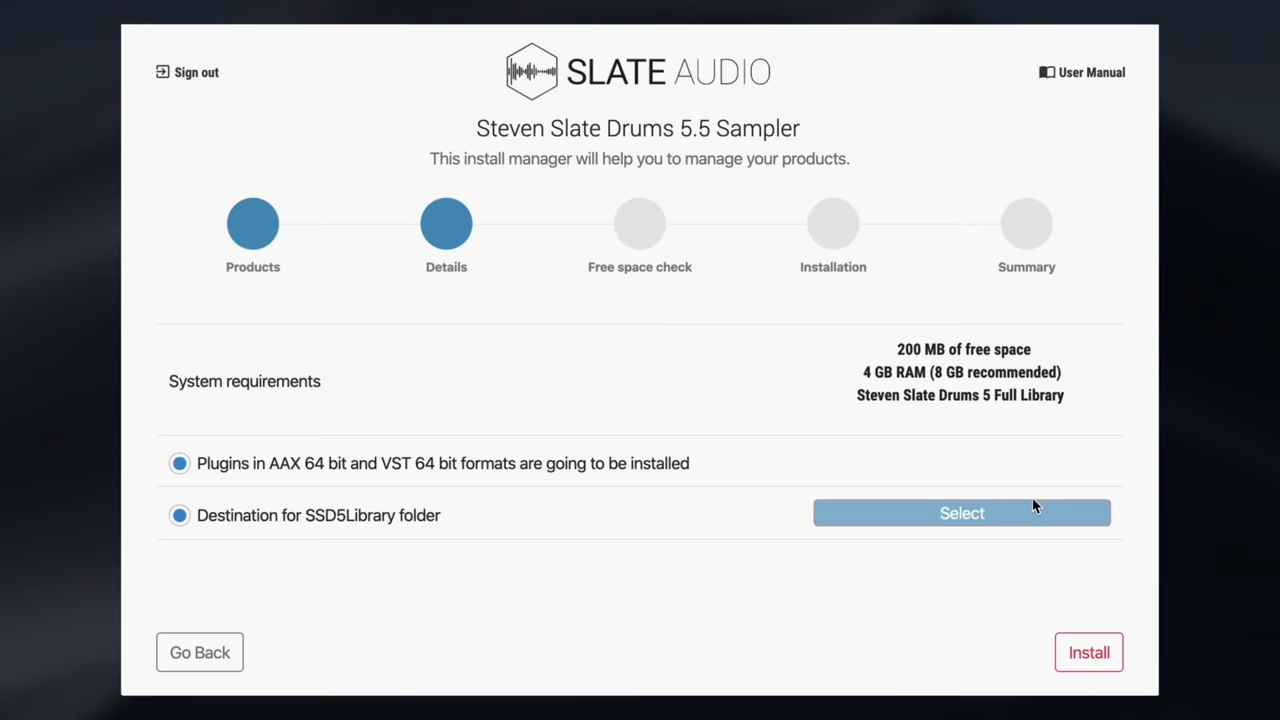 Sign out
SLATE AUDIO
User Manual
Steven Slate Drums 5.5 Sampler
This install manager will help you to manage your products.
Products
Details
Free space check
Installation
Summary
System requirements
200 MB of free space
4 GB RAM (8 GB recommended)
Steven Slate Drums 5 Full Library
Plugins in AAX 64 bit and VST 64 bit formats are going to be installed
Destination for SSD5Library folder
Select
Go Back
Install